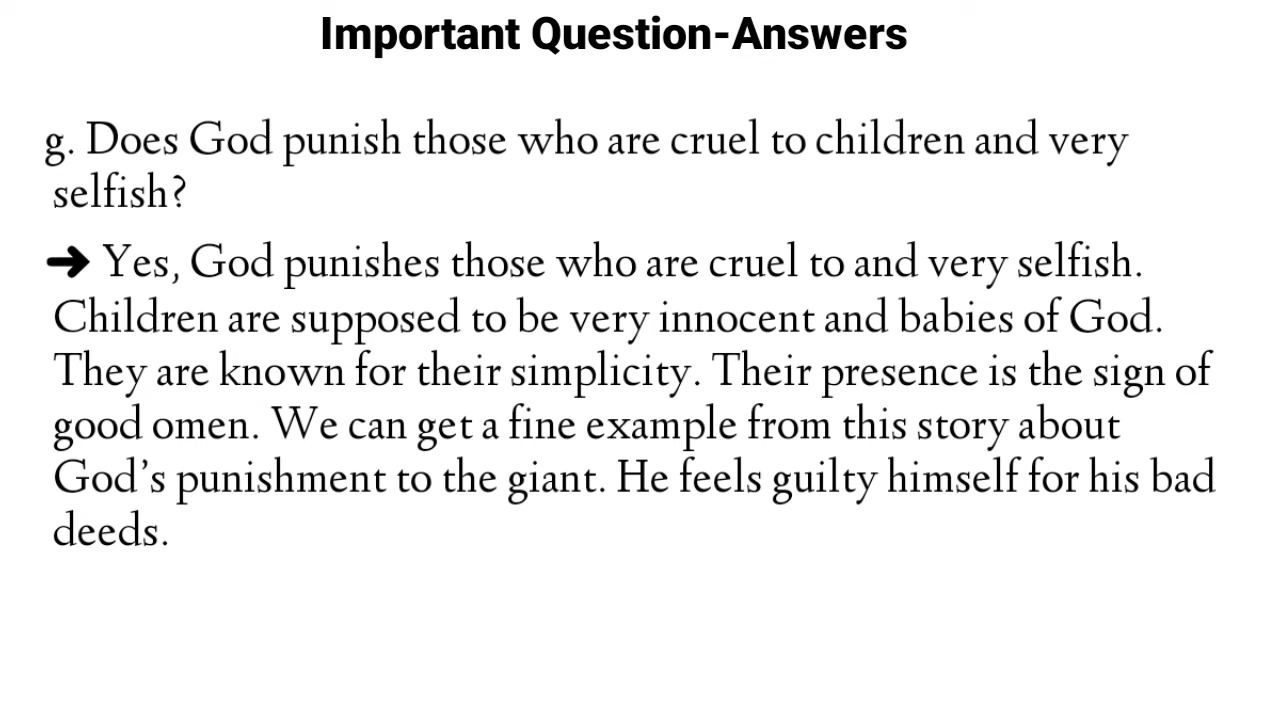 Important Question-Answers
g. Does God punish those who are cruel to children and very
selfish?
➜ Yes, God punishes those who are cruel to and very selfish.
Children are supposed to be very innocent and babies of God.
They are known for their simplicity. Their presence is the sign of
good omen. We can get a fine example from this story about
God’s punishment to the giant. He feels guilty himself for his bad
deeds.